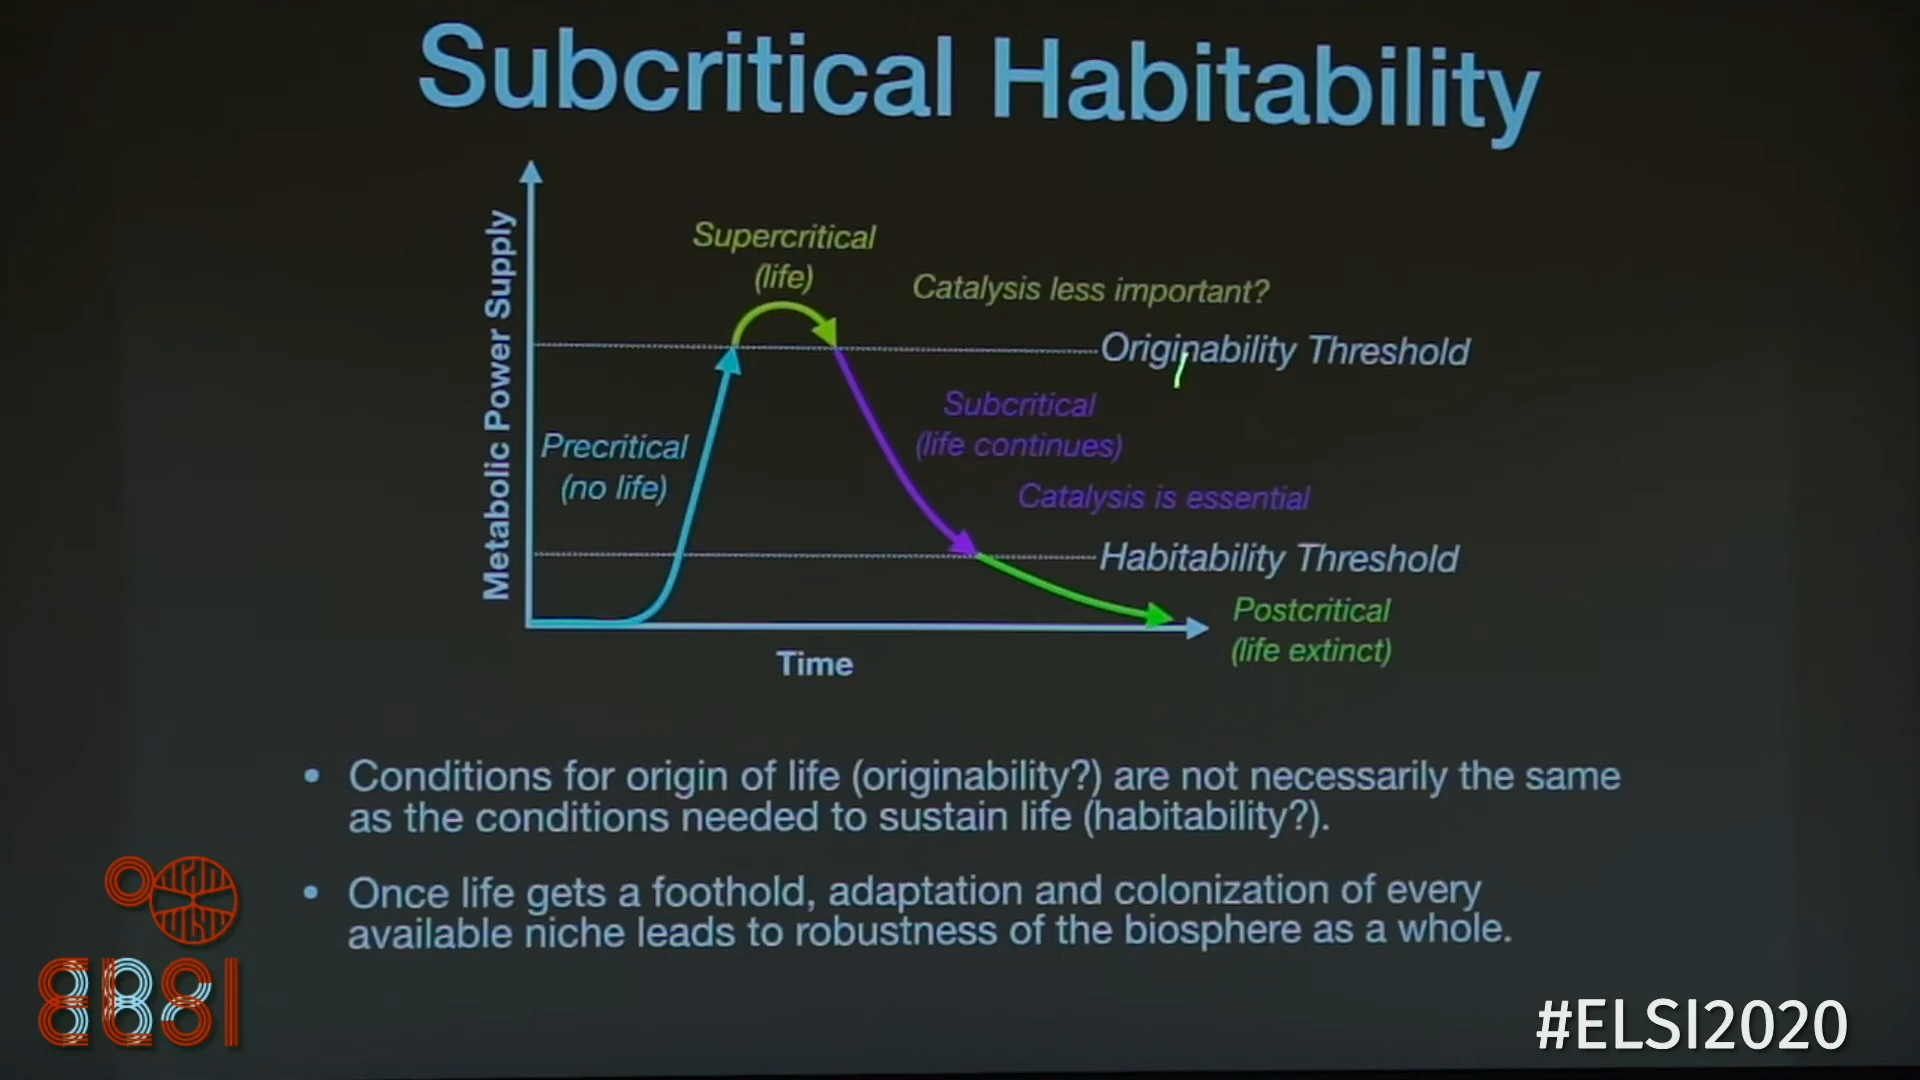 Subcritical Habitability
Metabolic Power Supply
Supercritical
(life)
Catalysis less important?
Originability Threshold
Precritical
(no life)
Subcritical
(life continues)
Catalysis is essential
Habitability Threshold
Postcritical
(life extinct)
Time
• Conditions for origin of life (originability?) are not necessarily the same
as the conditions needed to sustain life (habitability?).
• Once life gets a foothold, adaptation and colonization of every
available niche leads to robustness of the biosphere as a whole.
ELSI
#ELSI2020